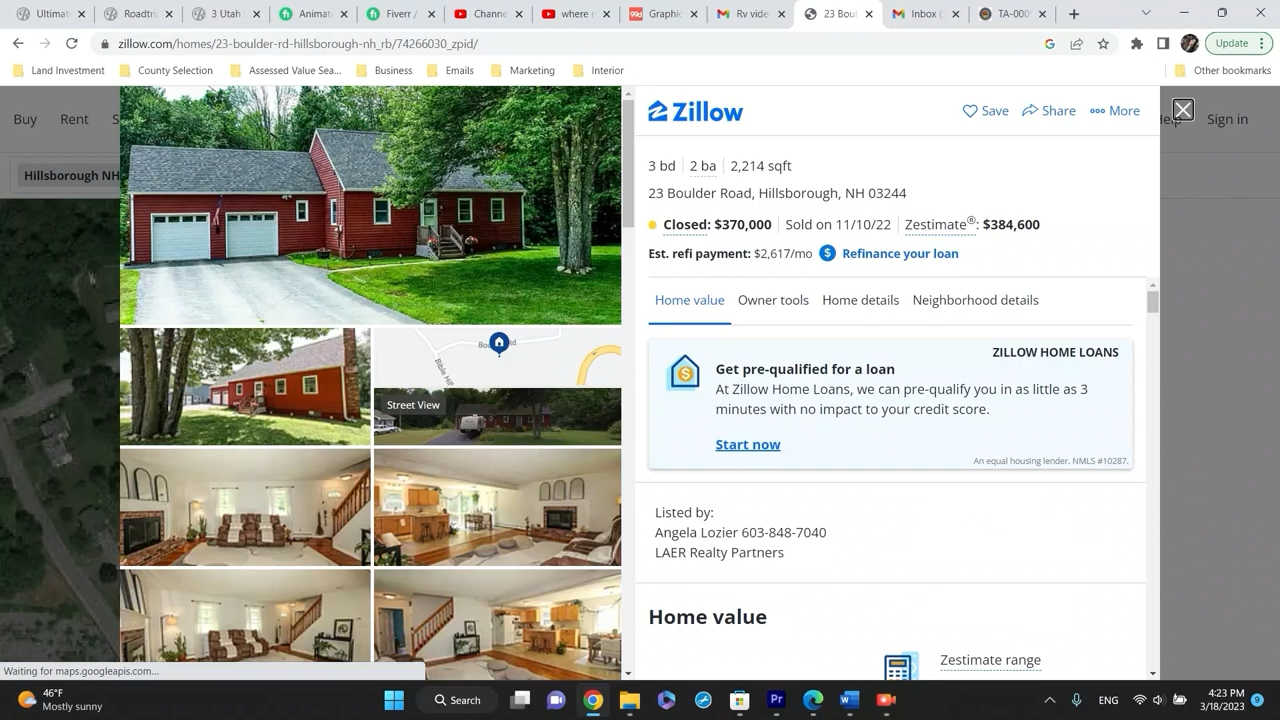 Ultimat
Roadtrip
3 Utah
Animat
Fiverr /
Channe
where r
99d
Graphic
Rv vide
23 Boul
Inbox (
TA-000
zillow.com/homes/23-boulder-rd-hillsborough-nh_rb/74266030_zpid/
Update
Land Investment
County Selection
Assessed Value Sea...
Business
Emails
Marketing
Interior
Other bookmarks
Buy
Rent
S
Help
Sign in
Hillsborough NH
Zillow
Save
Share
More
3 bd
2 ba
2,214 sqft
23 Boulder Road, Hillsborough, NH 03244
Closed: $370,000
Sold on 11/10/22
Zestimate®: $384,600
Est. refi payment: $2,617/mo
$
Refinance your loan
Home value
Owner tools
Home details
Neighborhood details
ZILLOW HOME LOANS
$
Get pre-qualified for a loan
At Zillow Home Loans, we can pre-qualify you in as little as 3
minutes with no impact to your credit score.
Start now
An equal housing lender. NMLS #10287.
Street View
Listed by:
Angela Lozier 603-848-7040
LAER Realty Partners
Home value
Zestimate range
Waiting for maps.googleapis.com...
46°F
Mostly sunny
Search
Pr
W
ENG
4:23 PM
3/18/2023
9